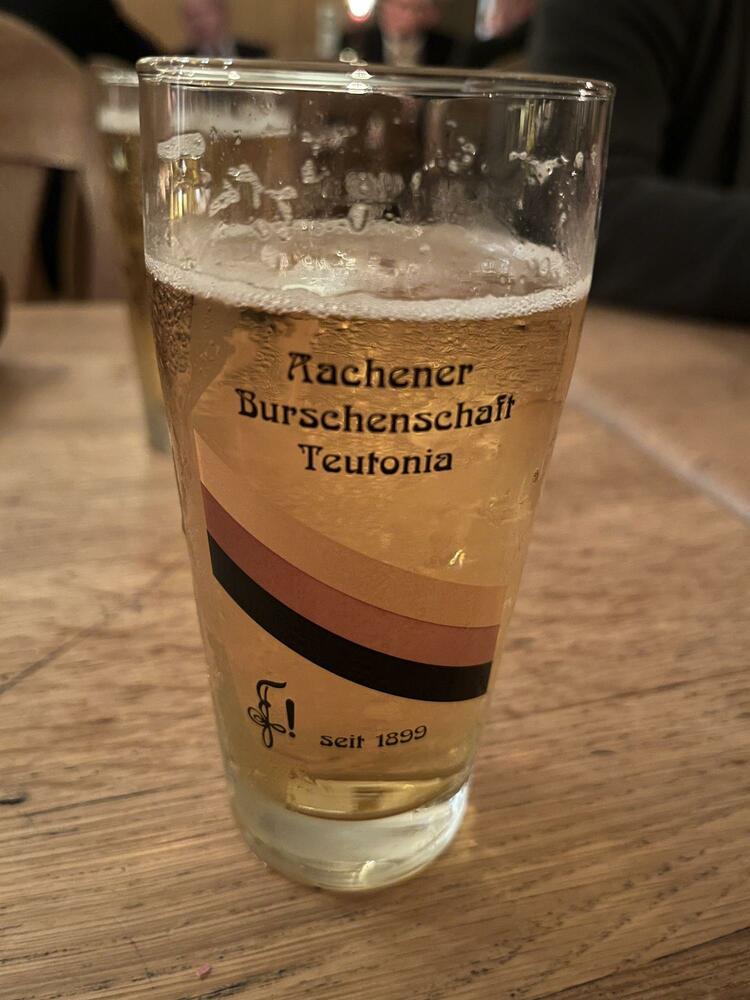 Aachener
Burschenschaft
Teutonia
seit 1899